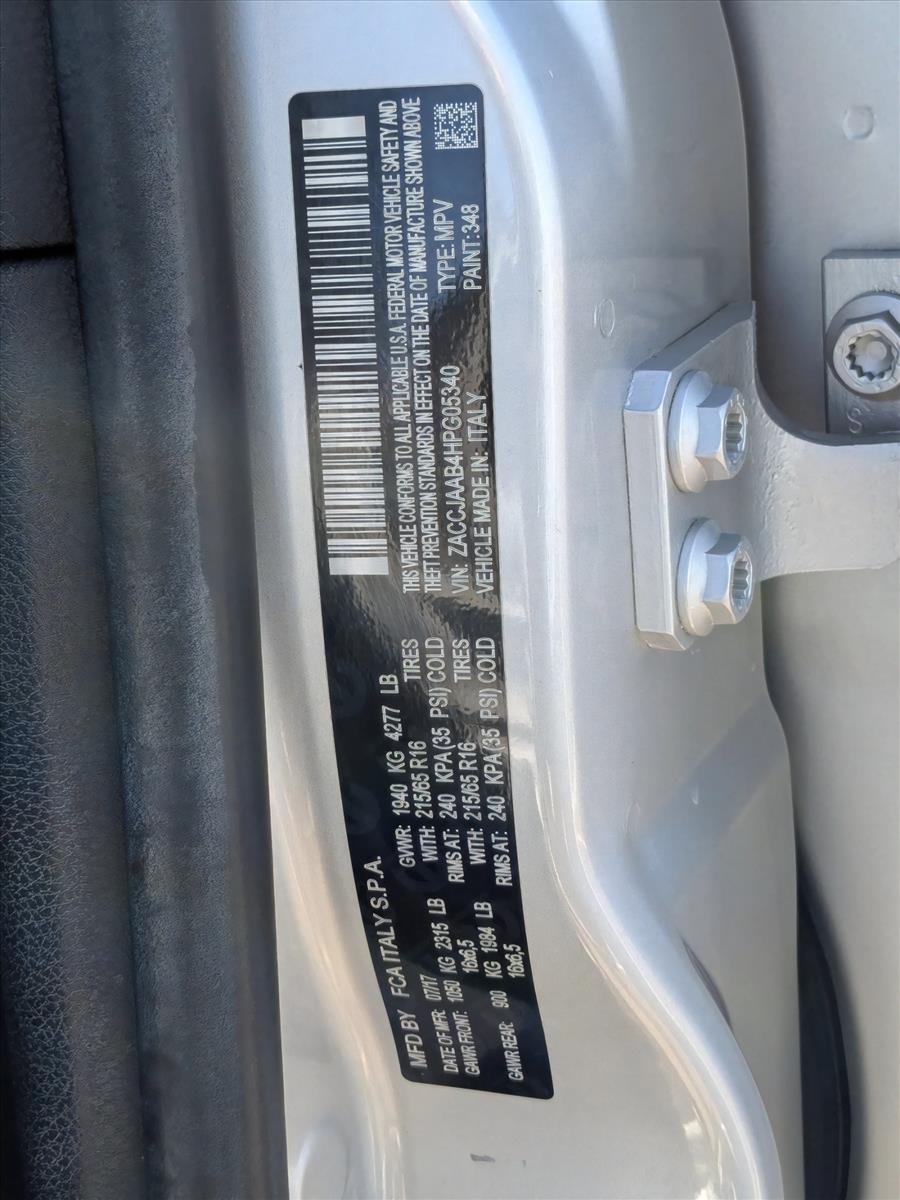 MFD BY FCA ITALY S.P.A.
DATE OF MFR: 07/17 GVWR: 1940 KG 4277 LB
GAWR FRONT: 1050 KG 2315 LB WITH: 215/65 R16 TIRES
16x6,5 RIMS AT: 240 KPA(35 PSI) COLD
GAWR REAR: 900 KG 1984 LB WITH: 215/65 R16 TIRES
16x6,5 RIMS AT: 240 KPA(35 PSI) COLD
THIS VEHICLE CONFORMS TO ALL APPLICABLE U.S.A. FEDERAL MOTOR VEHICLE SAFETY AND
THEFT PREVENTION STANDARDS IN EFFECT ON THE DATE OF MANUFACTURE SHOWN ABOVE
VIN: ZACCJAAB4HPG05340 TYPE: MPV
VEHICLE MADE IN: ITALY PAINT:348
S